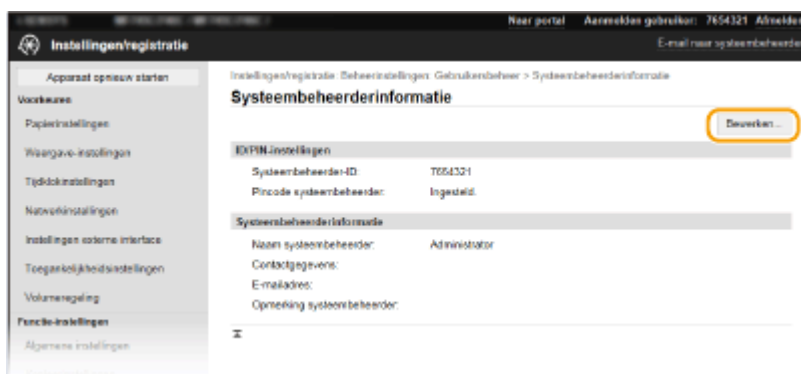 Naar portal Aanmelden gebruiker: 7654321 Afmelden
Instellingen/registratie
E-mail naar systeembeheerde
Apparaat opnieuw starten
Voorkeuren
Papierinstellingen
Weergave-instellingen
Tijdklokinstellingen
Netwerkinstellingen
Instellingen externe interface
Toegankelijkheidsinstellingen
Volumeregeling
Functie-instellingen
Algemene instellingen
Instellingen/registratie: Beheerinstellingen: Gebruikersbeheer > Systeembeheerderinformatie
Systeembeheerderinformatie
Bewerken...
ID/PIN-instellingen
Systeembeheerder-ID: 7654321
Pincode systeembeheerder: Ingesteld.
Systeembeheerderinformatie
Naam systeembeheerder: Administrator
Contactgegevens:
E-mailadres:
Opmerking systeembeheerder: